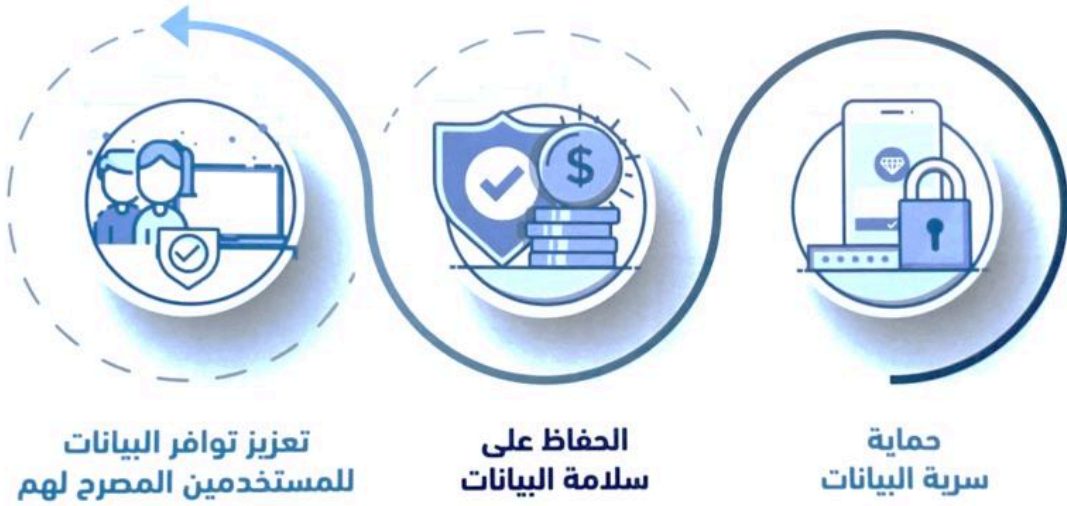 حماية
سرية البيانات
الحفاظ على
سلامة البيانات
تعزيز توافر البيانات
للمستخدمين المصرح لهم
$